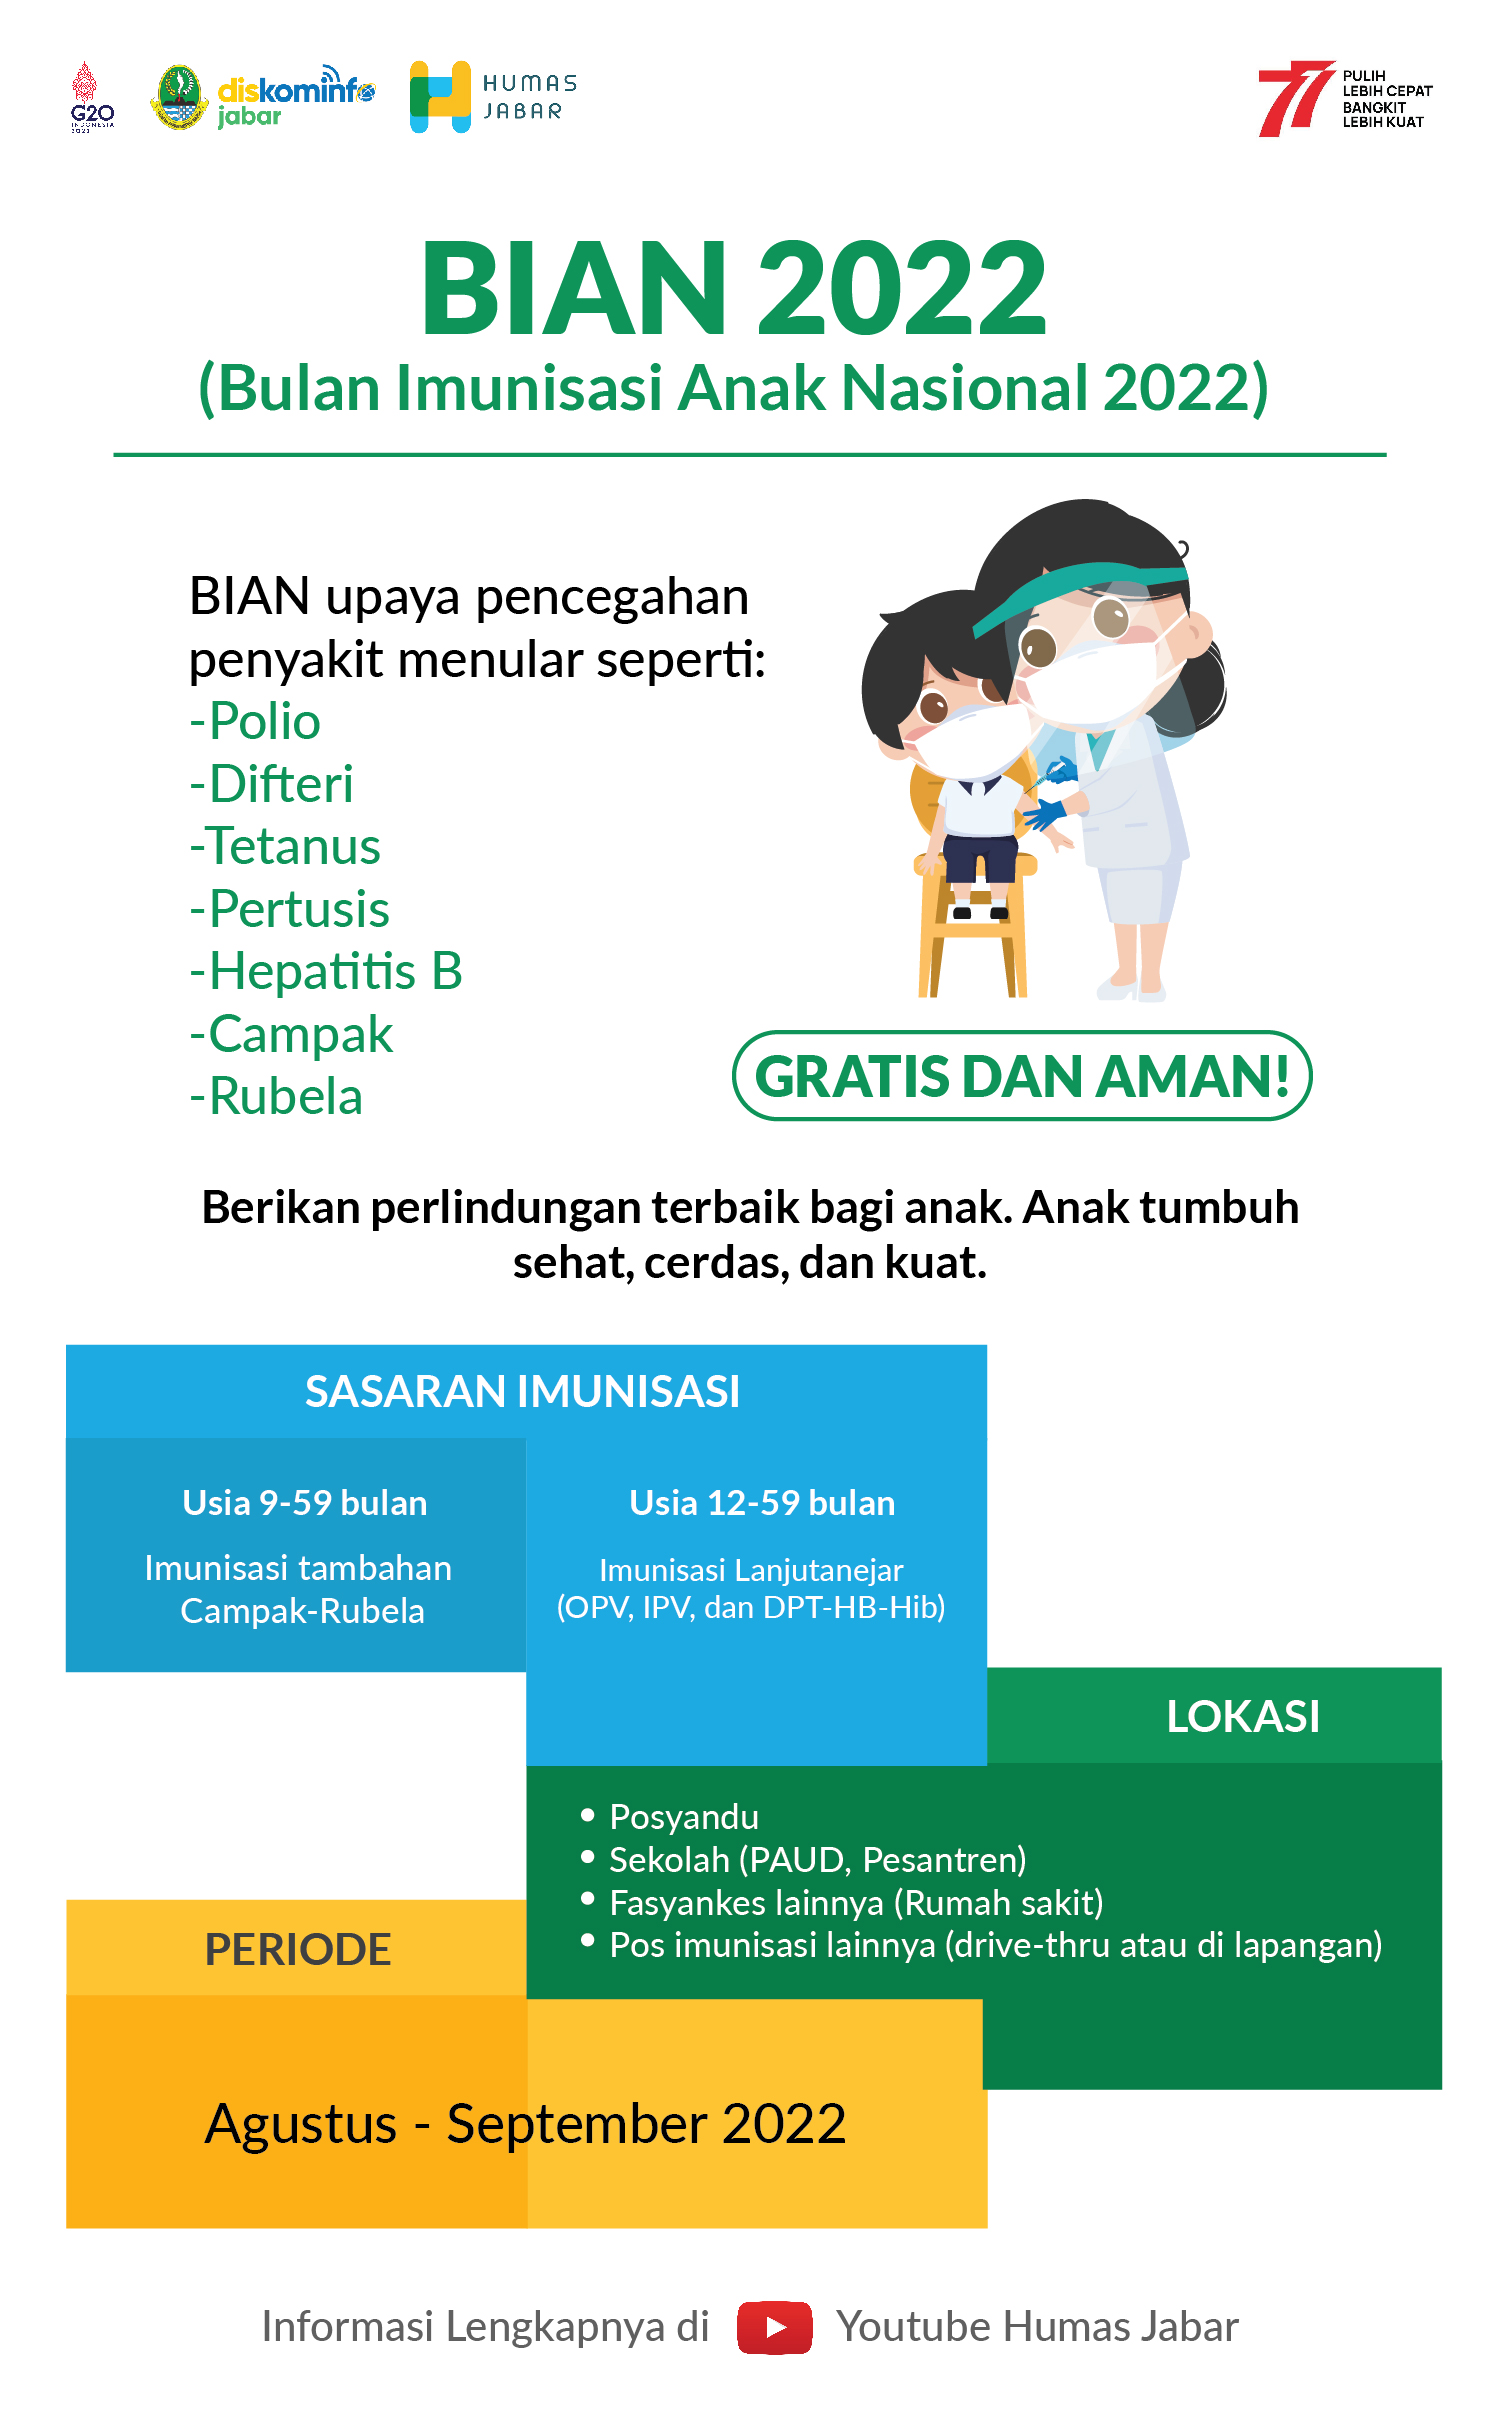 G20
INDONESIA
2022
diskominfo
jabar
HUMAS
JABAR
77
PULIH
LEBIH CEPAT
BANGKIT
LEBIH KUAT
BIAN 2022
(Bulan Imunisasi Anak Nasional 2022)
BIAN upaya pencegahan
penyakit menular seperti:
-Polio
-Difteri
-Tetanus
-Pertusis
-Hepatitis B
-Campak
-Rubela
GRATIS DAN AMAN!
Berikan perlindungan terbaik bagi anak. Anak tumbuh
sehat, cerdas, dan kuat.
SASARAN IMUNISASI
Usia 9-59 bulan
Imunisasi tambahan
Campak-Rubela
Usia 12-59 bulan
Imunisasi Lanjutanejar
(OPV, IPV, dan DPT-HB-Hib)
LOKASI
• Posyandu
• Sekolah (PAUD, Pesantren)
• Fasyankes lainnya (Rumah sakit)
• Pos imunisasi lainnya (drive-thru atau di lapangan)
PERIODE
Agustus - September 2022
Informasi Lengkapnya di Youtube Humas Jabar